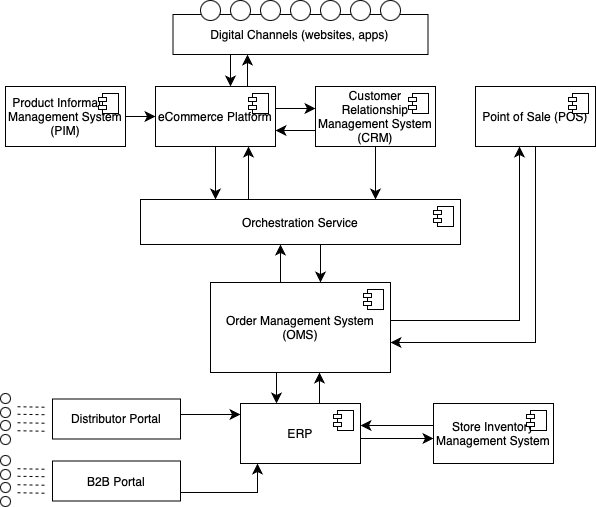 Digital Channels (websites, apps)
Product Informa
Management System
(PIM)
eCommerce Platform
Customer
Relationship
Management System
(CRM)
Point of Sale (POS)
Orchestration Service
Order Management System
(OMS)
Distributor Portal
ERP
Store Inventory
Management System
B2B Portal